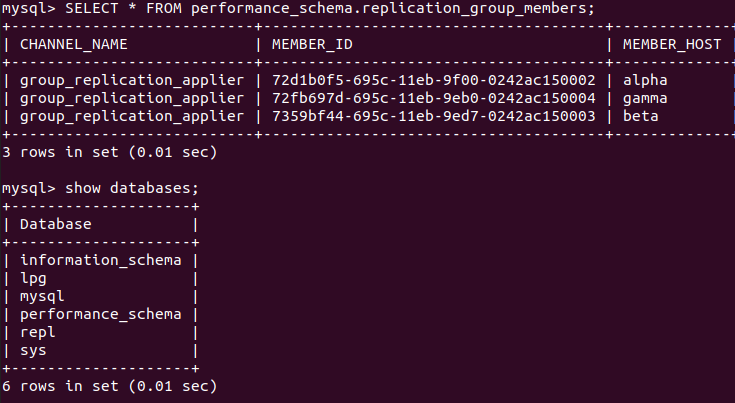 mysql> SELECT * FROM performance_schema.replication_group_members;
+---------------------------+--------------------------------------+-------------
| CHANNEL_NAME              | MEMBER_ID                            | MEMBER_HOST |
+---------------------------+--------------------------------------+-------------
| group_replication_applier | 72d1b0f5-695c-11eb-9f00-0242ac150002 | alpha       |
| group_replication_applier | 72fb697d-695c-11eb-9eb0-0242ac150004 | gamma       |
| group_replication_applier | 7359bf44-695c-11eb-9ed7-0242ac150003 | beta        |
+---------------------------+--------------------------------------+-------------
3 rows in set (0.01 sec)

mysql> show databases;
+--------------------+
| Database           |
+--------------------+
| information_schema |
| lpg                |
| mysql              |
| performance_schema |
| repl               |
| sys                |
+--------------------+
6 rows in set (0.01 sec)